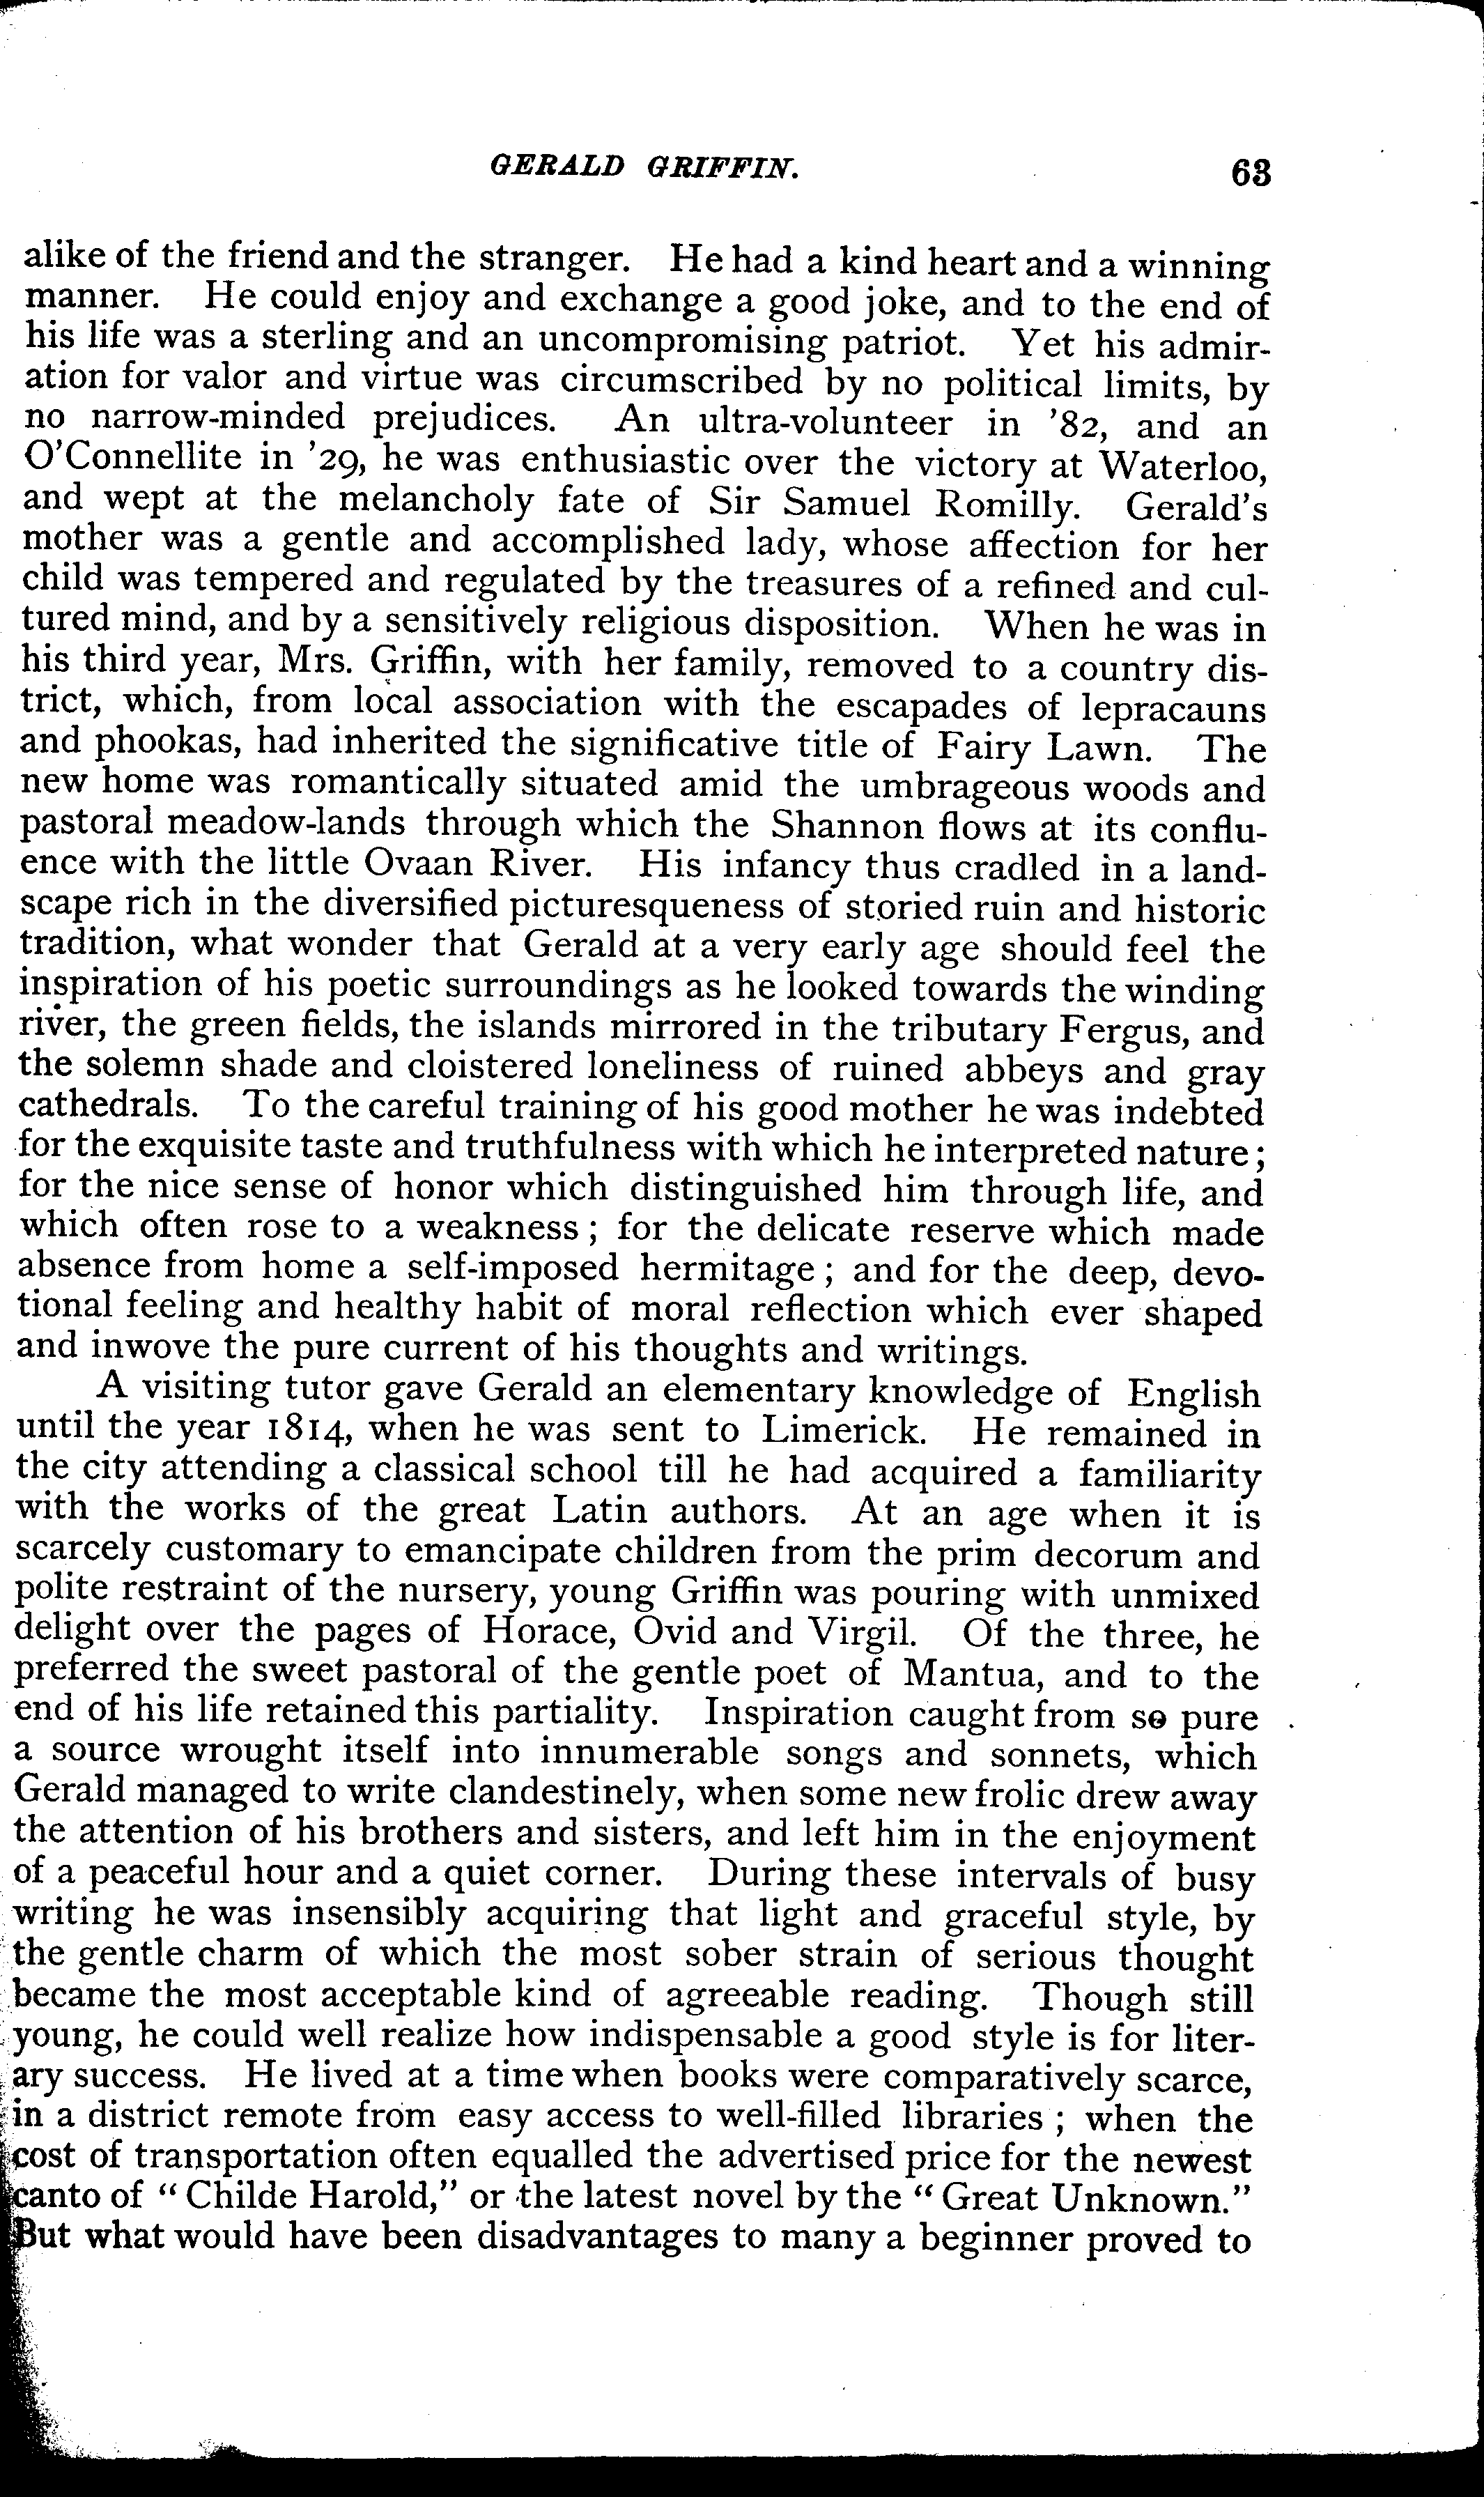 GERALD GRIFFIN. 63
alike of the friend and the stranger. He had a kind heart and a winning
manner. He could enjoy and exchange a good joke, and to the end of
his life was a sterling and an uncompromising patriot. Yet his admir-
ation for valor and virtue was circumscribed by no political limits, by
no narrow-minded prejudices. An ultra-volunteer in '82, and an
O'Connellite in '29, he was enthusiastic over the victory at Waterloo,
and wept at the melancholy fate of Sir Samuel Romilly. Gerald's
mother was a gentle and accomplished lady, whose affection for her
child was tempered and regulated by the treasures of a refined and cul-
tured mind, and by a sensitively religious disposition. When he was in
his third year, Mrs. Griffin, with her family, removed to a country dis-
trict, which, from local association with the escapades of lepracauns
and phookas, had inherited the significative title of Fairy Lawn. The
new home was romantically situated amid the umbrageous woods and
pastoral meadow-lands through which the Shannon flows at its conflu-
ence with the little Ovaan River. His infancy thus cradled in a land-
scape rich in the diversified picturesqueness of storied ruin and historic
tradition, what wonder that Gerald at a very early age should feel the
inspiration of his poetic surroundings as he looked towards the winding
river, the green fields, the islands mirrored in the tributary Fergus, and
the solemn shade and cloistered loneliness of ruined abbeys and gray
cathedrals. To the careful training of his good mother he was indebted
for the exquisite taste and truthfulness with which he interpreted nature;
for the nice sense of honor which distinguished him through life, and
which often rose to a weakness; for the delicate reserve which made
absence from home a self-imposed hermitage; and for the deep, devo-
tional feeling and healthy habit of moral reflection which ever shaped
and inwove the pure current of his thoughts and writings.
A visiting tutor gave Gerald an elementary knowledge of English
until the year 1814, when he was sent to Limerick. He remained in
the city attending a classical school till he had acquired a familiarity
with the works of the great Latin authors. At an age when it is
scarcely customary to emancipate children from the prim decorum and
polite restraint of the nursery, young Griffin was pouring with unmixed
delight over the pages of Horace, Ovid and Virgil. Of the three, he
preferred the sweet pastoral of the gentle poet of Mantua, and to the
end of his life retained this partiality. Inspiration caught from so pure
a source wrought itself into innumerable songs and sonnets, which
Gerald managed to write clandestinely, when some new frolic drew away
the attention of his brothers and sisters, and left him in the enjoyment
of a peaceful hour and a quiet corner. During these intervals of busy
writing he was insensibly acquiring that light and graceful style, by
the gentle charm of which the most sober strain of serious thought
became the most acceptable kind of agreeable reading. Though still
young, he could well realize how indispensable a good style is for liter-
ary success. He lived at a time when books were comparatively scarce,
in a district remote from easy access to well-filled libraries; when the
cost of transportation often equalled the advertised price for the newest
canto of "Childe Harold," or the latest novel by the "Great Unknown."
But what would have been disadvantages to many a beginner proved to